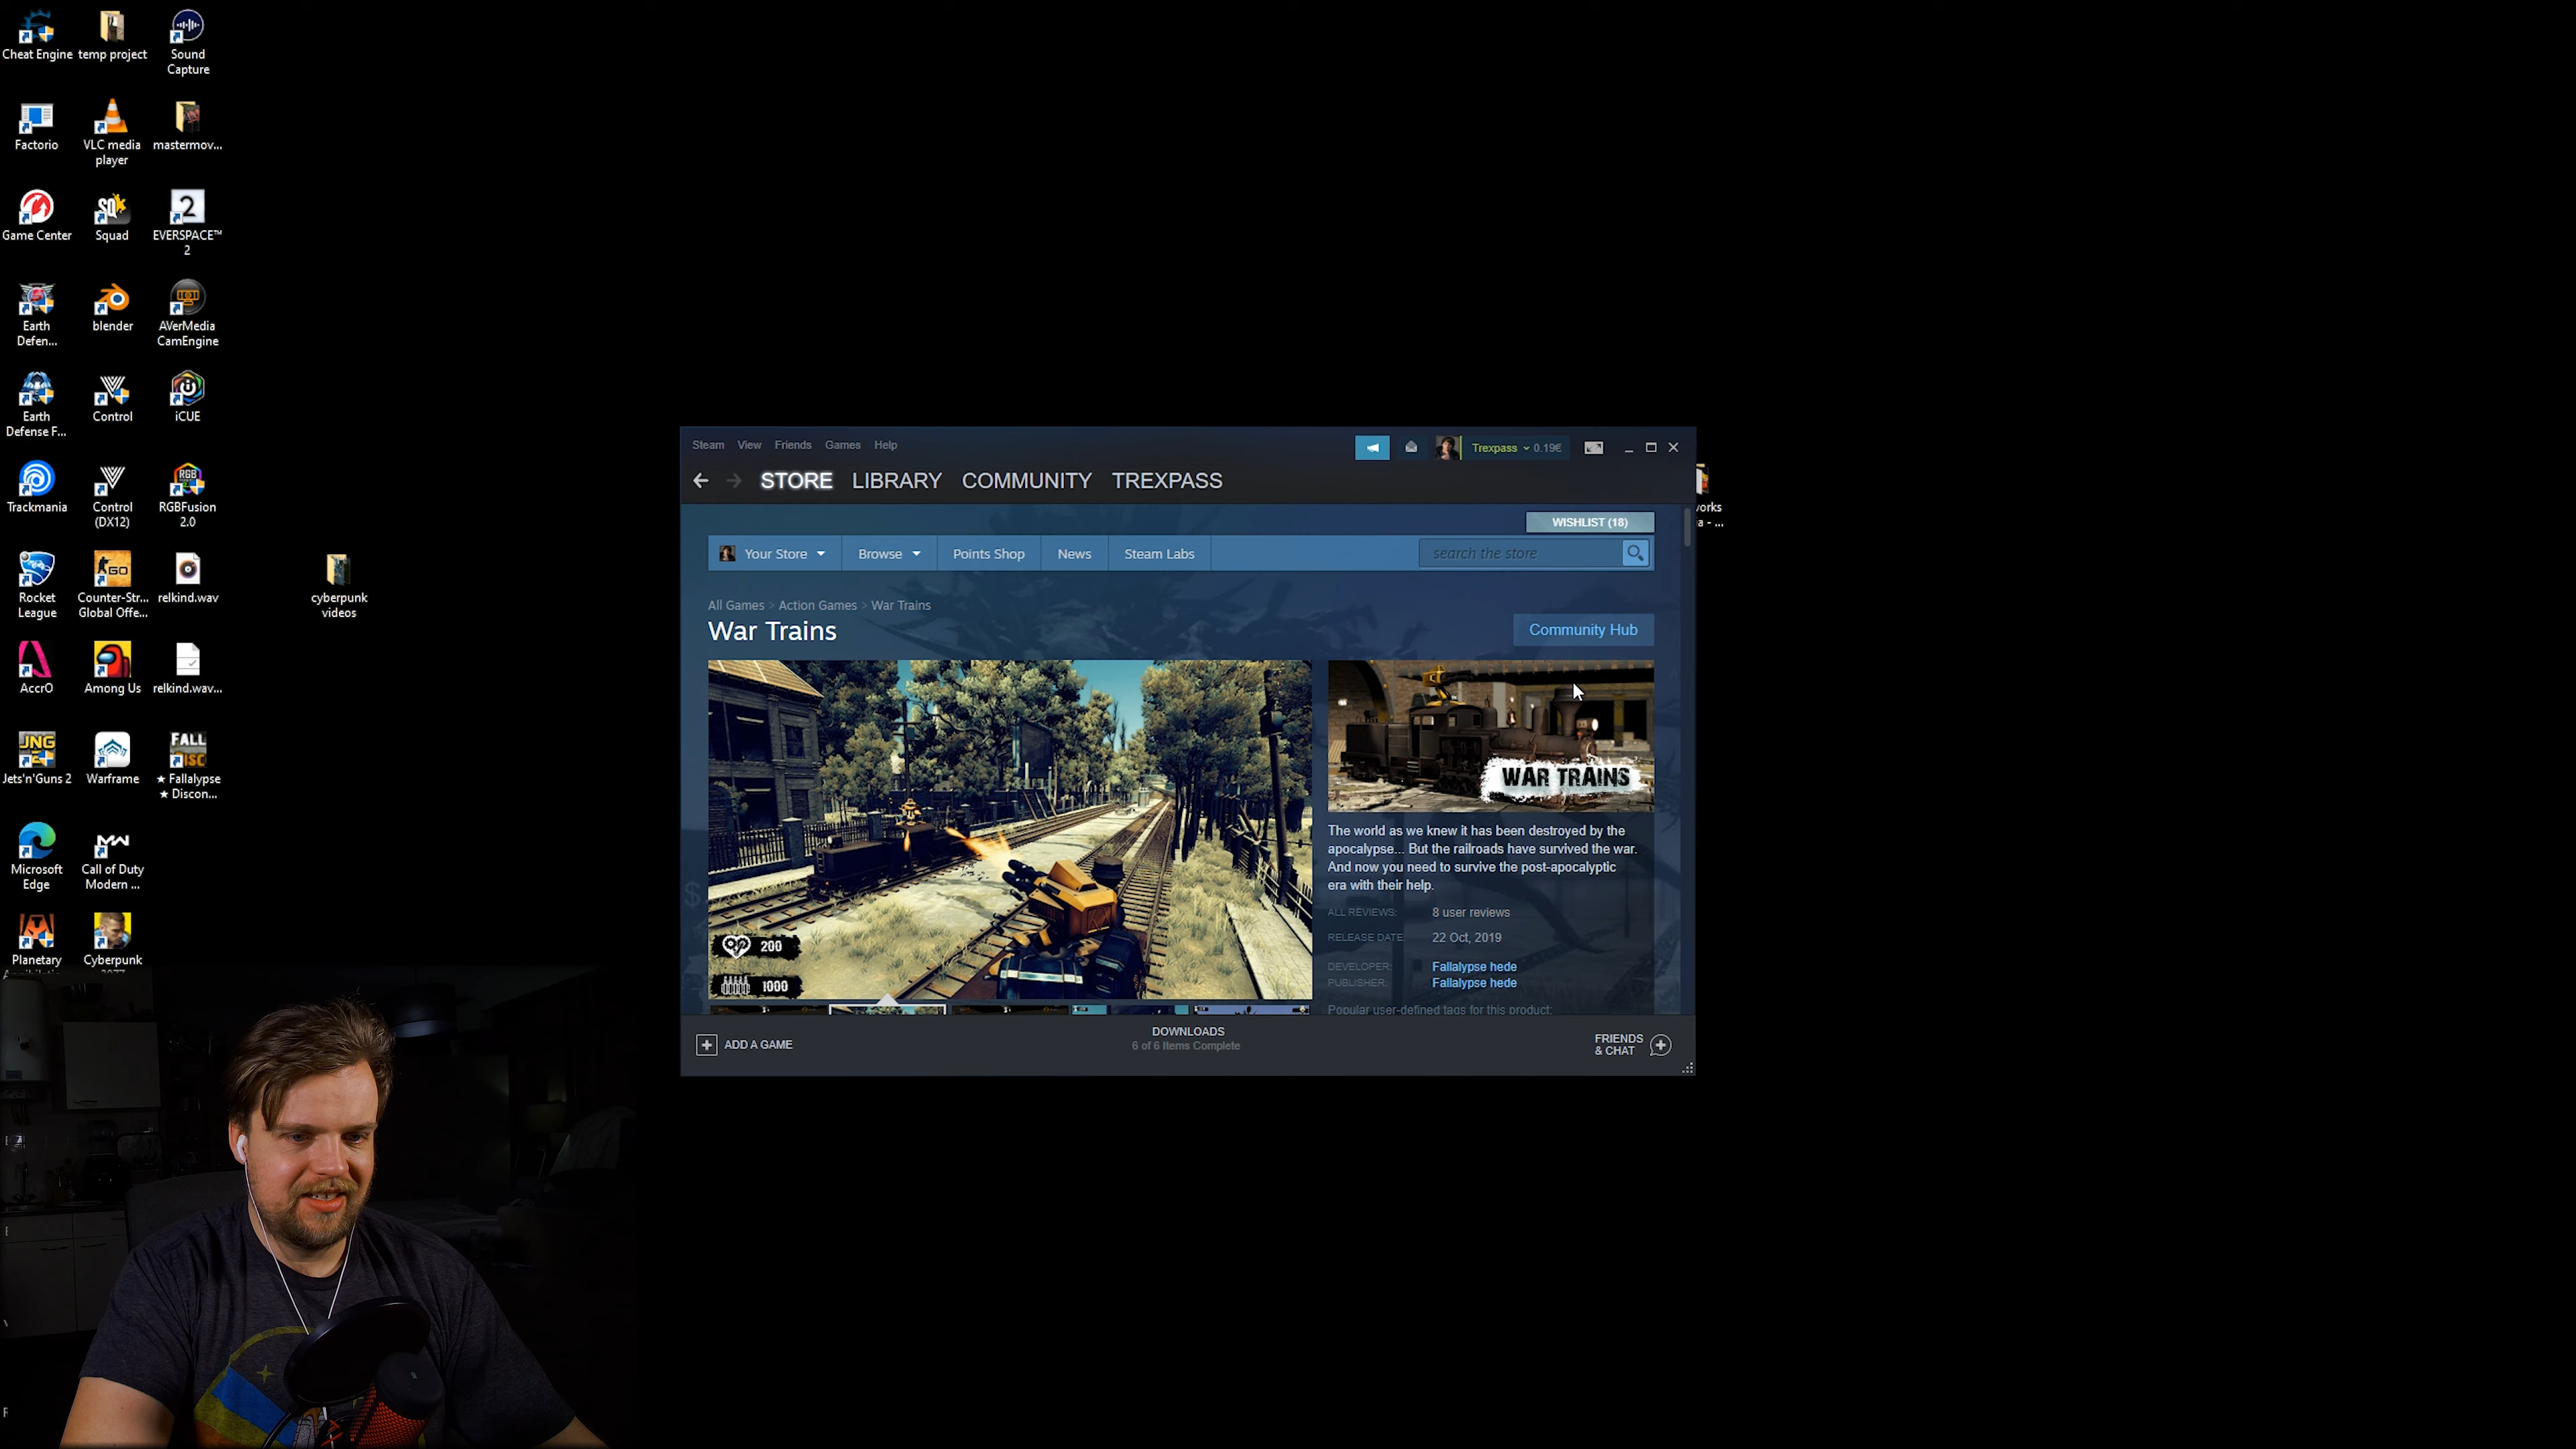 Cheat Engine
temp project
Sound
Capture
Factorio
VLC media
player
mastermov...
Game Center
Squad
EVERSPACE™
2
Earth
Defen...
blender
AVerMedia
CamEngine
Earth
Defense F...
Control
iCUE
Trackmania
Control
(DX12)
RGBFusion
2.0
Rocket
League
Counter-Str...
Global Offe...
relkind.wav
cyberpunk
videos
AccrO
Among Us
relkind.wav...
Jets'n'Guns 2
Warframe
★ Fallalypse
★ Discon...
Microsoft
Edge
Call of Duty
Modern ...
Planetary
Cyberpunk
Steam View Friends Games Help
Trexpass 0.19€
STORE LIBRARY COMMUNITY TREXPASS
WISHLIST (18)
Your Store Browse Points Shop News Steam Labs
search the store
All Games > Action Games > War Trains
War Trains
Community Hub
WAR TRAINS
The world as we knew it has been destroyed by the
apocalypse... But the railroads have survived the war.
And now you need to survive the post-apocalyptic
era with their help.
ALL REVIEWS: 8 user reviews
RELEASE DATE: 22 Oct, 2019
DEVELOPER: Fallalypse hede
PUBLISHER: Fallalypse hede
Popular user-defined tags for this product:
200
1000
ADD A GAME
DOWNLOADS
6 of 6 Items Complete
FRIENDS
& CHAT